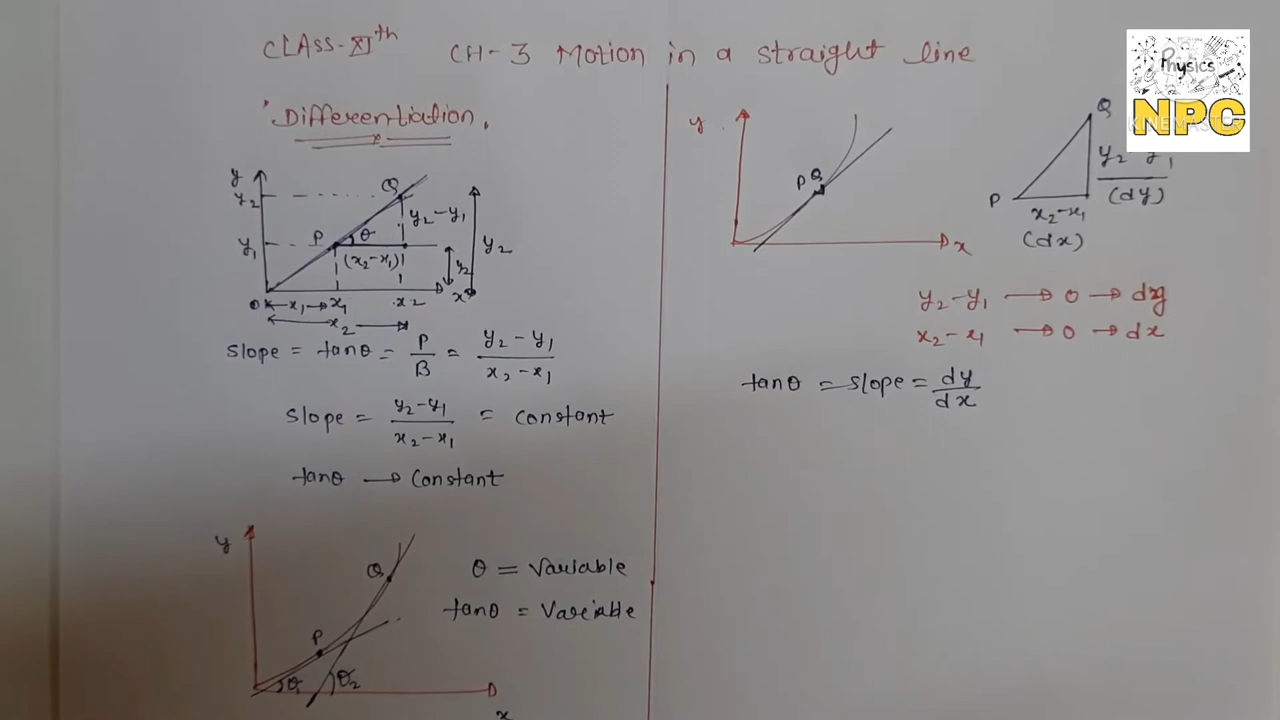 CLASS-XIth CH-3 Motion in a straight line
Differentiation.
y
y2
Q
y2-y1
y1
P
θ
(x2-x1)
y2
y2
O
x1
x1
x2
x
x2
slope = tanθ = P/B = y2-y1/x2-x1
slope = y2-y1/x2-x1 = constant
tanθ → constant
y
Q
P
θ1
θ2
x
θ = variable
tanθ = Variable
y
P Q
x
Q
P
y2-y1
(dy)
x2-x1
(dx)
y2-y1 → 0 → dy
x2-x1 → 0 → dx
tanθ = slope = dy/dx
Physics
NPC